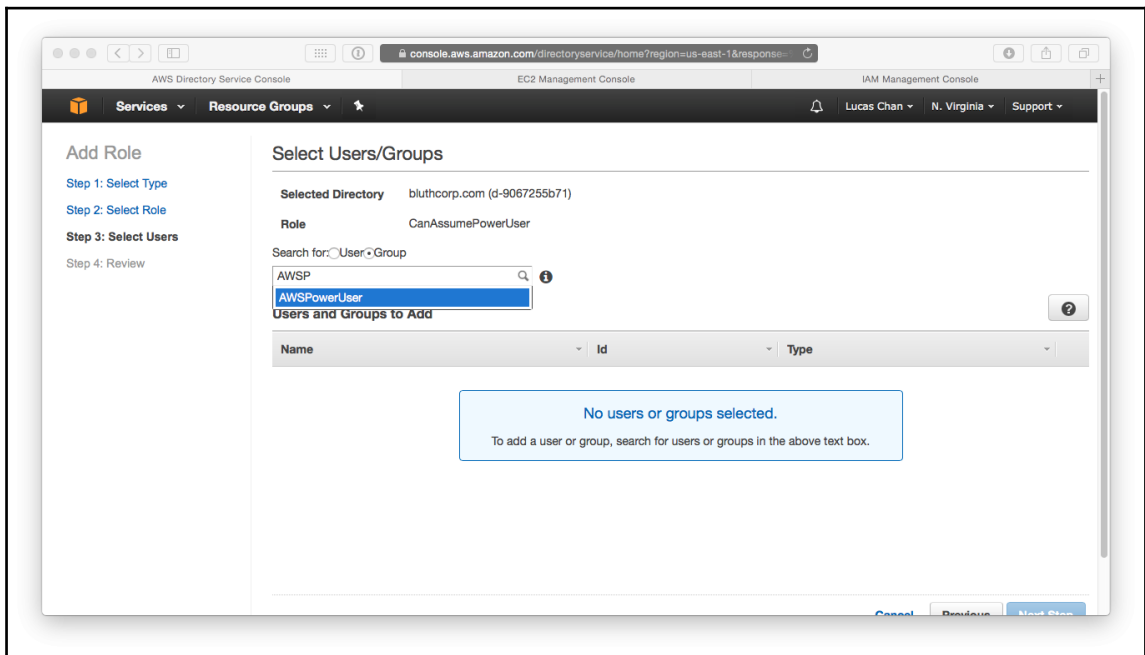 console.aws.amazon.com/directoryservice/home?region=us-east-1&response=
AWS Directory Service Console EC2 Management Console IAM Management Console
Services Resource Groups Lucas Chan N. Virginia Support
Add Role
Step 1: Select Type
Step 2: Select Role
Step 3: Select Users
Step 4: Review
Select Users/Groups
Selected Directory bluthcorp.com (d-9067255b71)
Role CanAssumePowerUser
Search for: User Group
AWSP
AWSPowerUser
Users and Groups to Add
Name Id Type
No users or groups selected.
To add a user or group, search for users or groups in the above text box.
Cancel Previous Next Step